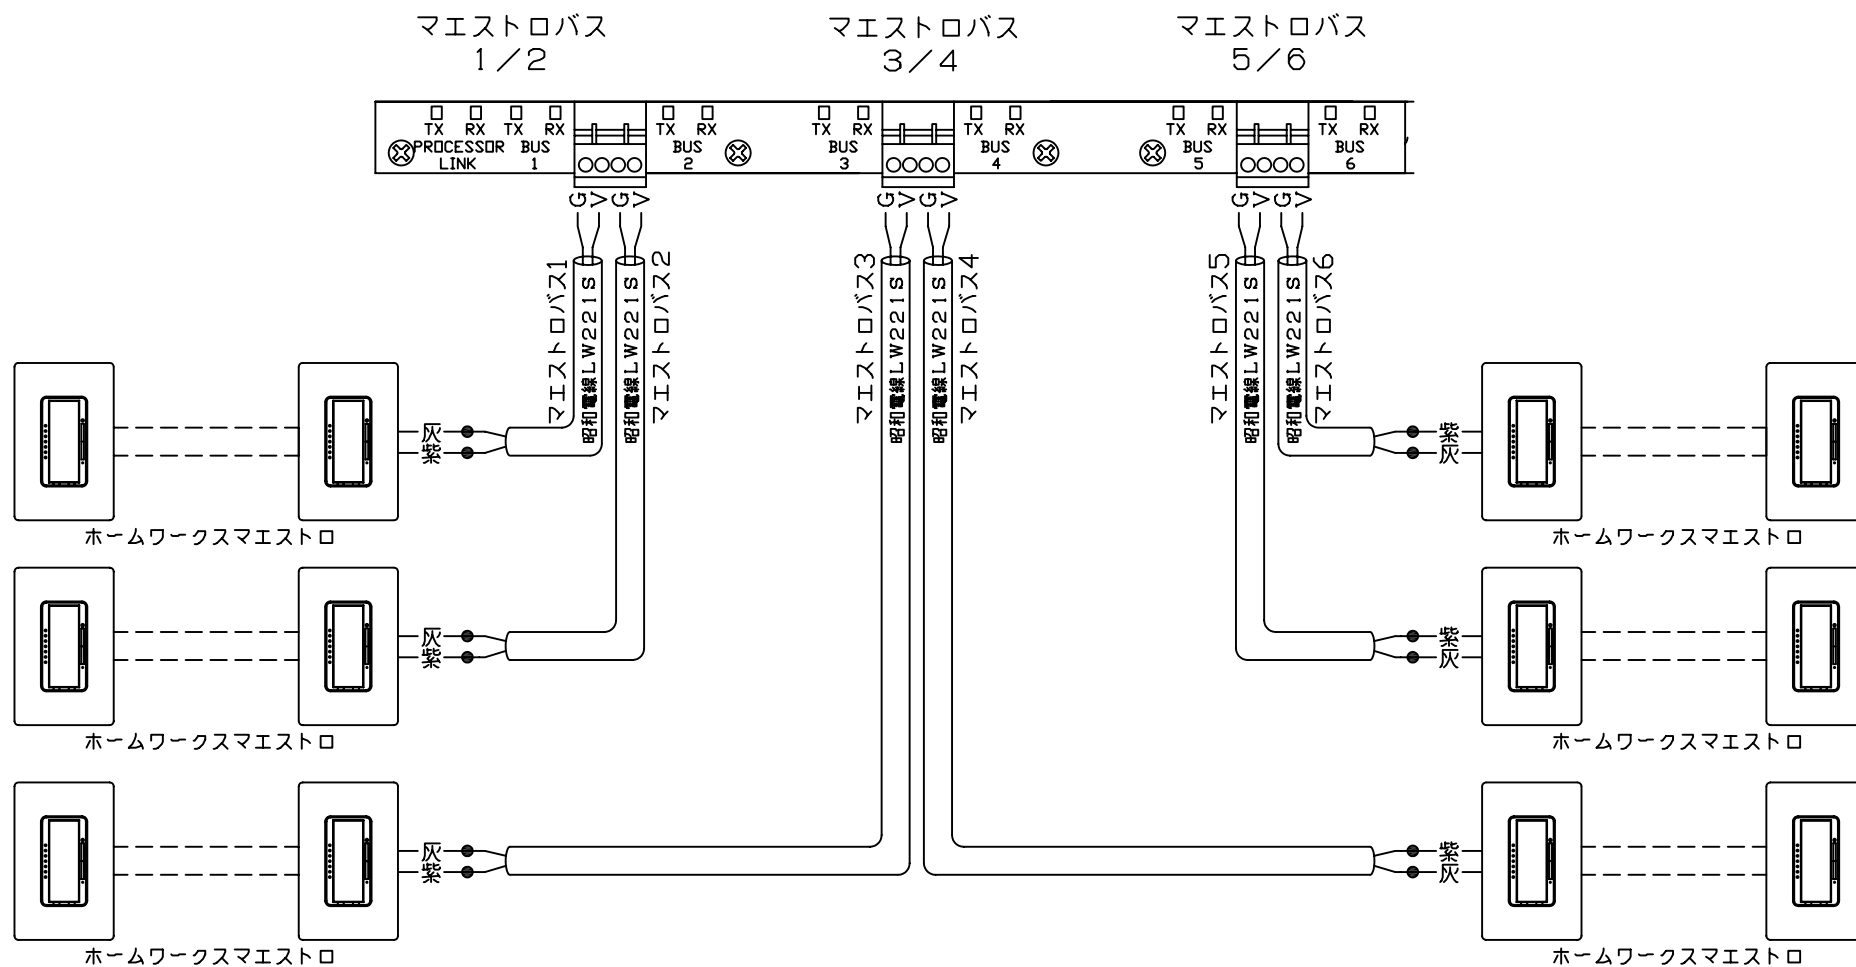 マエストロバス
1/2
マエストロバス
3/4
マエストロバス
5/6
TX RX TX RX TX RX TX RX TX RX TX RX TX RX
PROCESSOR LINK
BUS 1
BUS 2
BUS 3
BUS 4
BUS 5
BUS 6
G V G V
G V G V
G V G V
マエストロバス1
昭和電線LW221S
昭和電線LW221S
マエストロバス2
マエストロバス3
昭和電線LW221S
昭和電線LW221S
マエストロバス4
マエストロバス5
昭和電線LW221S
昭和電線LW221S
マエストロバス6
灰
紫
紫
灰
ホームワークスマエストロ
ホームワークスマエストロ
灰
紫
紫
灰
ホームワークスマエストロ
ホームワークスマエストロ
灰
紫
紫
灰
ホームワークスマエストロ
ホームワークスマエストロ